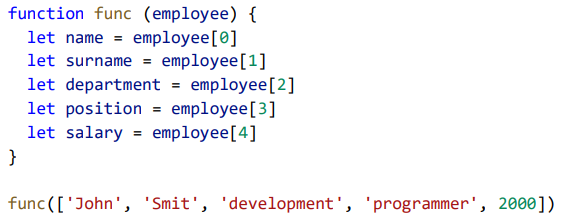 function func (employee) {
  let name = employee[0]
  let surname = employee[1]
  let department = employee[2]
  let position = employee[3]
  let salary = employee[4]
}
func(['John', 'Smit', 'development', 'programmer', 2000])